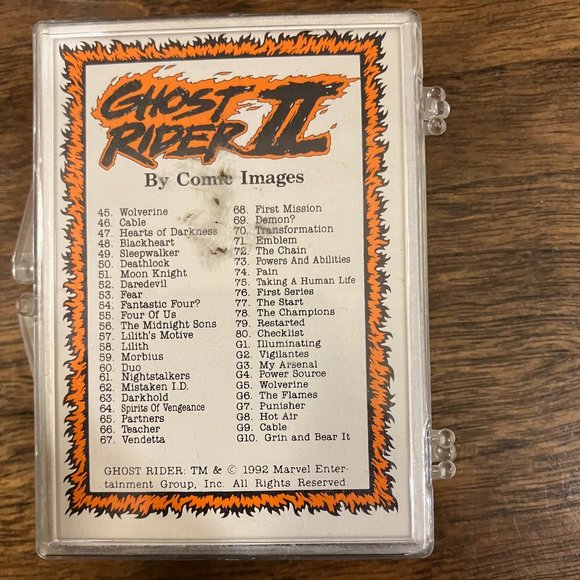 GHOST
RIDER II
By Comic Images
45. Wolverine
46. Cable
47. Hearts of Darkness
48. Blackheart
49. Sleepwalker
50. Deathlock
51. Moon Knight
52. Daredevil
53. Fear
54. Fantastic Four?
55. Four Of Us
56. The Midnight Sons
57. Lilith's Motive
58. Lilith
59. Morbius
60. Duo
61. Nightstalkers
62. Mistaken I.D.
63. Darkhold
64. Spirits Of Vengeance
65. Partners
66. Teacher
67. Vendetta
68. First Mission
69. Demon?
70. Transformation
71. Emblem
72. The Chain
73. Powers And Abilities
74. Pain
75. Taking A Human Life
76. First Series
77. The Start
78. The Champions
79. Restarted
80. Checklist
G1. Illuminating
G2. Vigilantes
G3. My Arsenal
G4. Power Source
G5. Wolverine
G6. The Flames
G7. Punisher
G8. Hot Air
G9. Cable
G10. Grin and Bear It
GHOST RIDER: TM & © 1992 Marvel Enter-
tainment Group, Inc. All Rights Reserved.